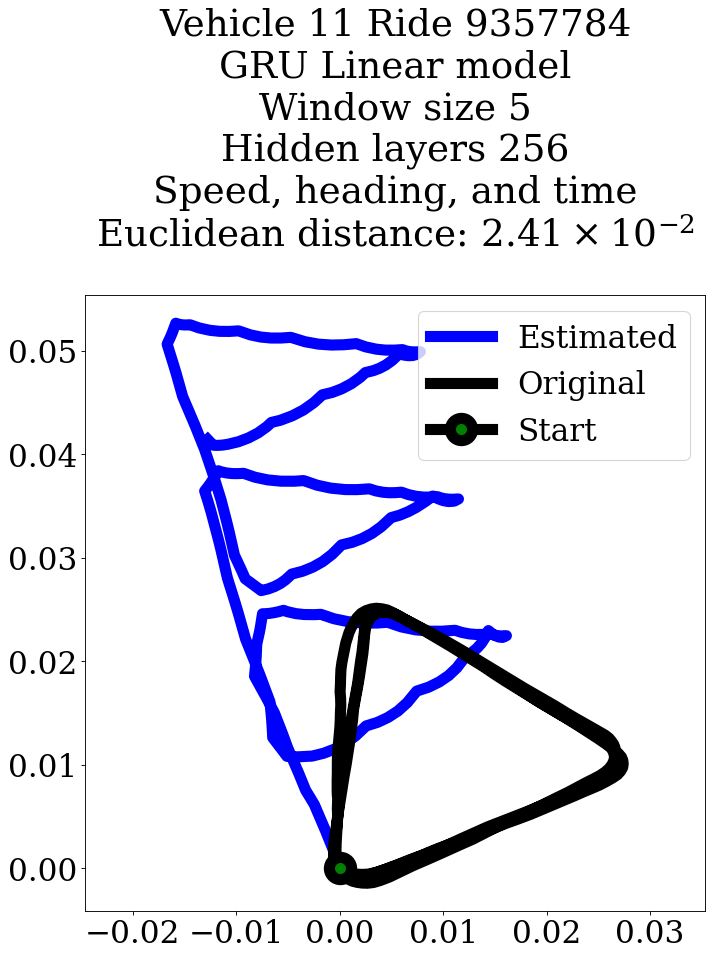 Vehicle 11 Ride 9357784
GRU Linear model
Window size 5
Hidden layers 256
Speed, heading, and time
Euclidean distance: 2.41 × 10⁻²
Estimated
Original
Start
0.05
0.04
0.03
0.02
0.01
0.00
−0.02 −0.01 0.00 0.01 0.02 0.03